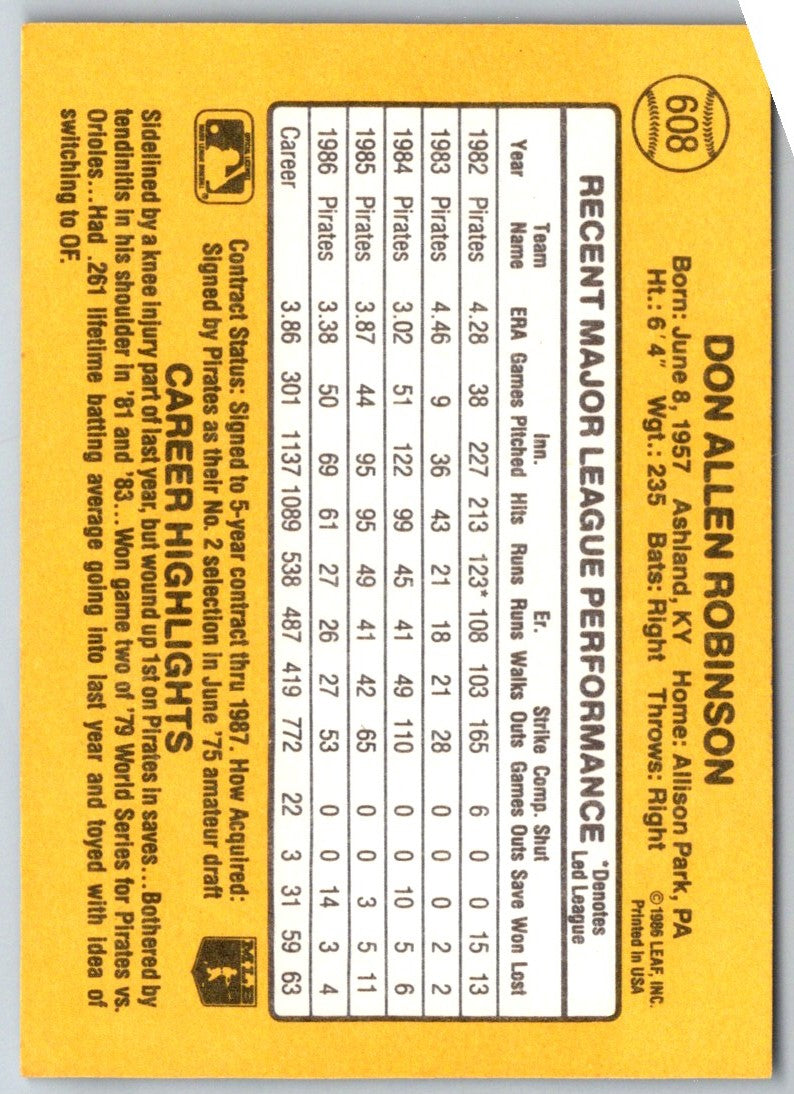 608
DON ALLEN ROBINSON
Born: June 8, 1957 Ashland, KY Home: Allison Park, PA
Ht.: 6'4" Wgt.: 235 Bats: Right Throws: Right
©1986 LEAF, INC.
Printed in USA
RECENT MAJOR LEAGUE PERFORMANCE *Denotes
Led League
Team Inn. Er. Strike Comp. Shut
Year Name ERA Games Pitched Hits Runs Runs Walks Outs Games Outs Save Won Lost
1982 Pirates 4.28 38 227 213 123* 108 103 165 6 0 0 15 13
1983 Pirates 4.46 9 36 43 21 18 21 28 0 0 0 2 2
1984 Pirates 3.02 51 122 99 45 41 49 110 0 0 10 5 6
1985 Pirates 3.87 44 95 95 49 41 42 65 0 0 3 5 11
1986 Pirates 3.38 50 69 61 27 26 27 53 0 0 14 3 4
Career 3.86 301 1137 1089 538 487 419 772 22 3 31 59 63
Contract Status: Signed to 5-year contract thru 1987. How Acquired:
Signed by Pirates as their No. 2 selection in June '75 amateur draft
MLB
CAREER HIGHLIGHTS
Sidelined by a knee injury part of last year, but wound up 1st on Pirates in saves...Bothered by
tendinitis in his shoulder in '81 and '83...Won game two of '79 World Series for Pirates vs.
Orioles...Had .261 lifetime batting average going into last year and toyed with idea of
switching to OF.